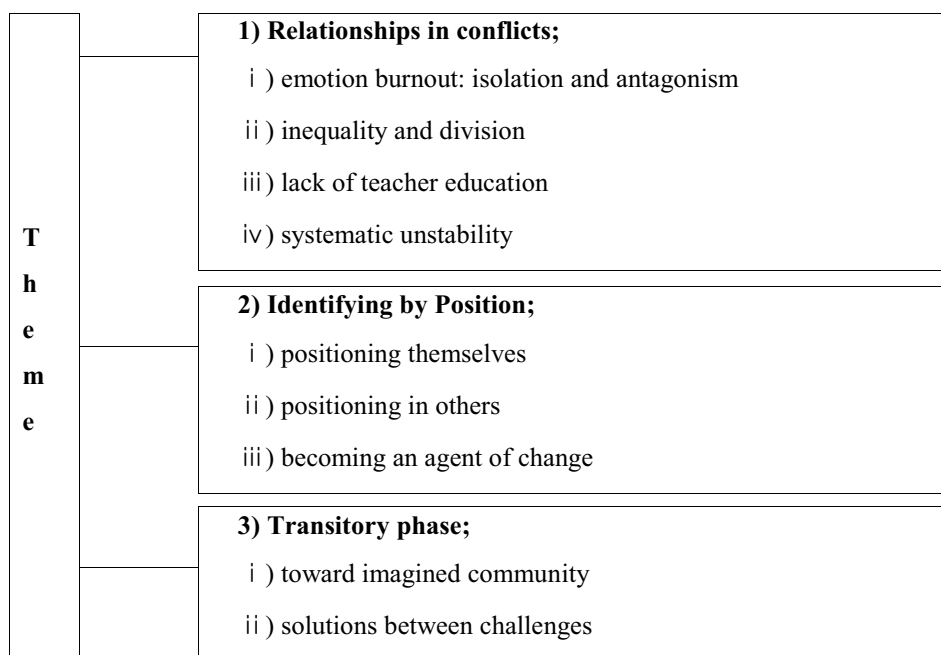 Theme
1) Relationships in conflicts;
ⅰ) emotion burnout: isolation and antagonism
ⅱ) inequality and division
ⅲ) lack of teacher education
ⅳ) systematic unstability
2) Identifying by Position;
ⅰ) positioning themselves
ⅱ) positioning in others
ⅲ) becoming an agent of change
3) Transitory phase;
ⅰ) toward imagined community
ⅱ) solutions between challenges